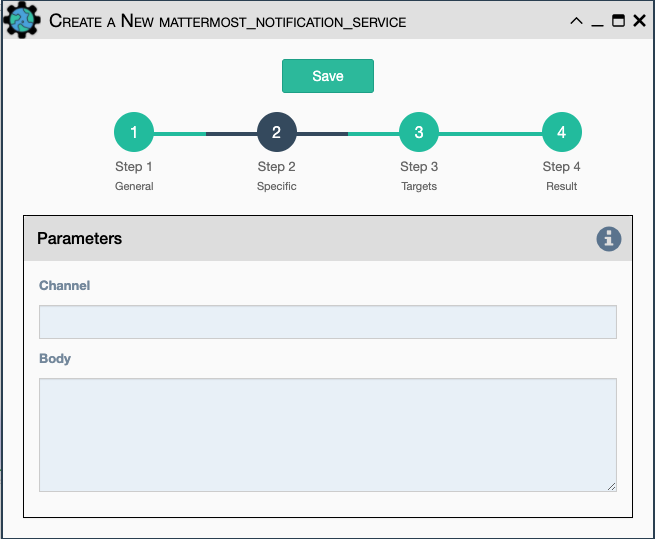 Create a New mattermost_notification_service
Save
1 2 3 4
Step 1 Step 2 Step 3 Step 4
General Specific Targets Result
Parameters
Channel
Body